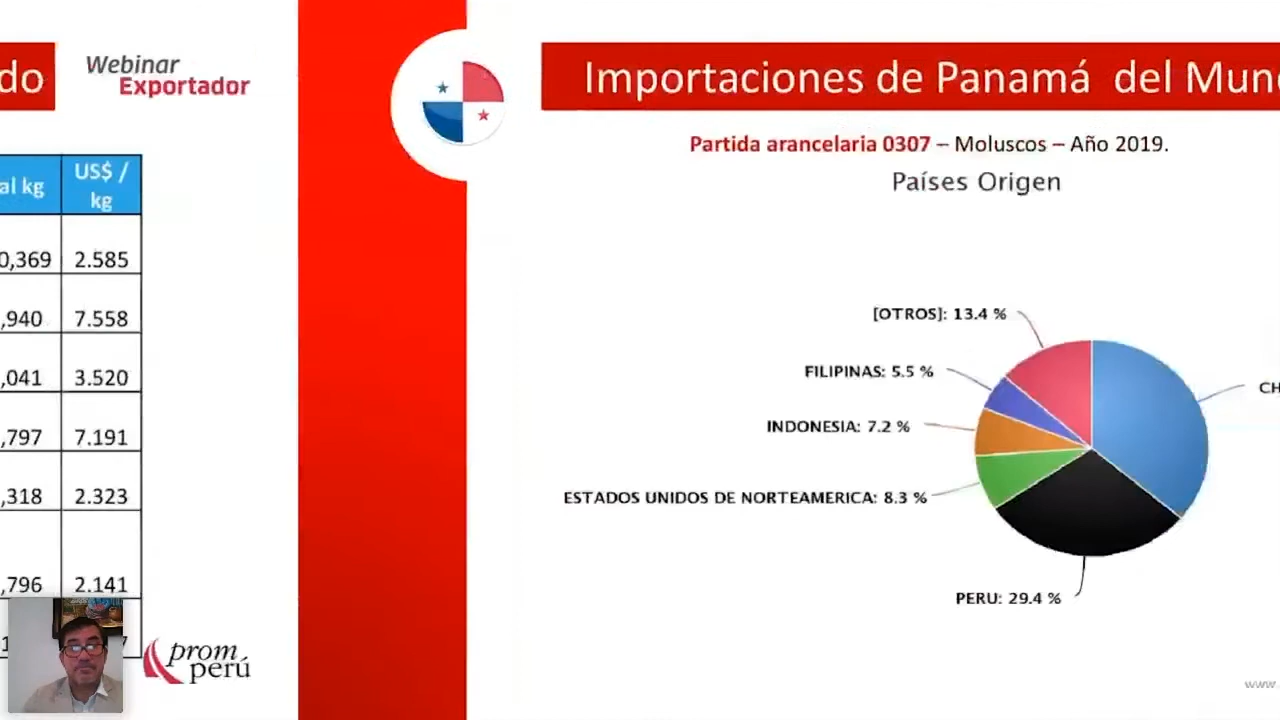 do
Webinar
Exportador
al kg
US$ /
kg
0,369 2.585
,940 7.558
,041 3.520
,797 7.191
,318 2.323
,796 2.141
prom
perú
Importaciones de Panamá del Mun
Partida arancelaria 0307 – Moluscos – Año 2019.
Países Origen
[OTROS]: 13.4 %
FILIPINAS: 5.5 %
CH
INDONESIA: 7.2 %
ESTADOS UNIDOS DE NORTEAMERICA: 8.3 %
PERU: 29.4 %
www.